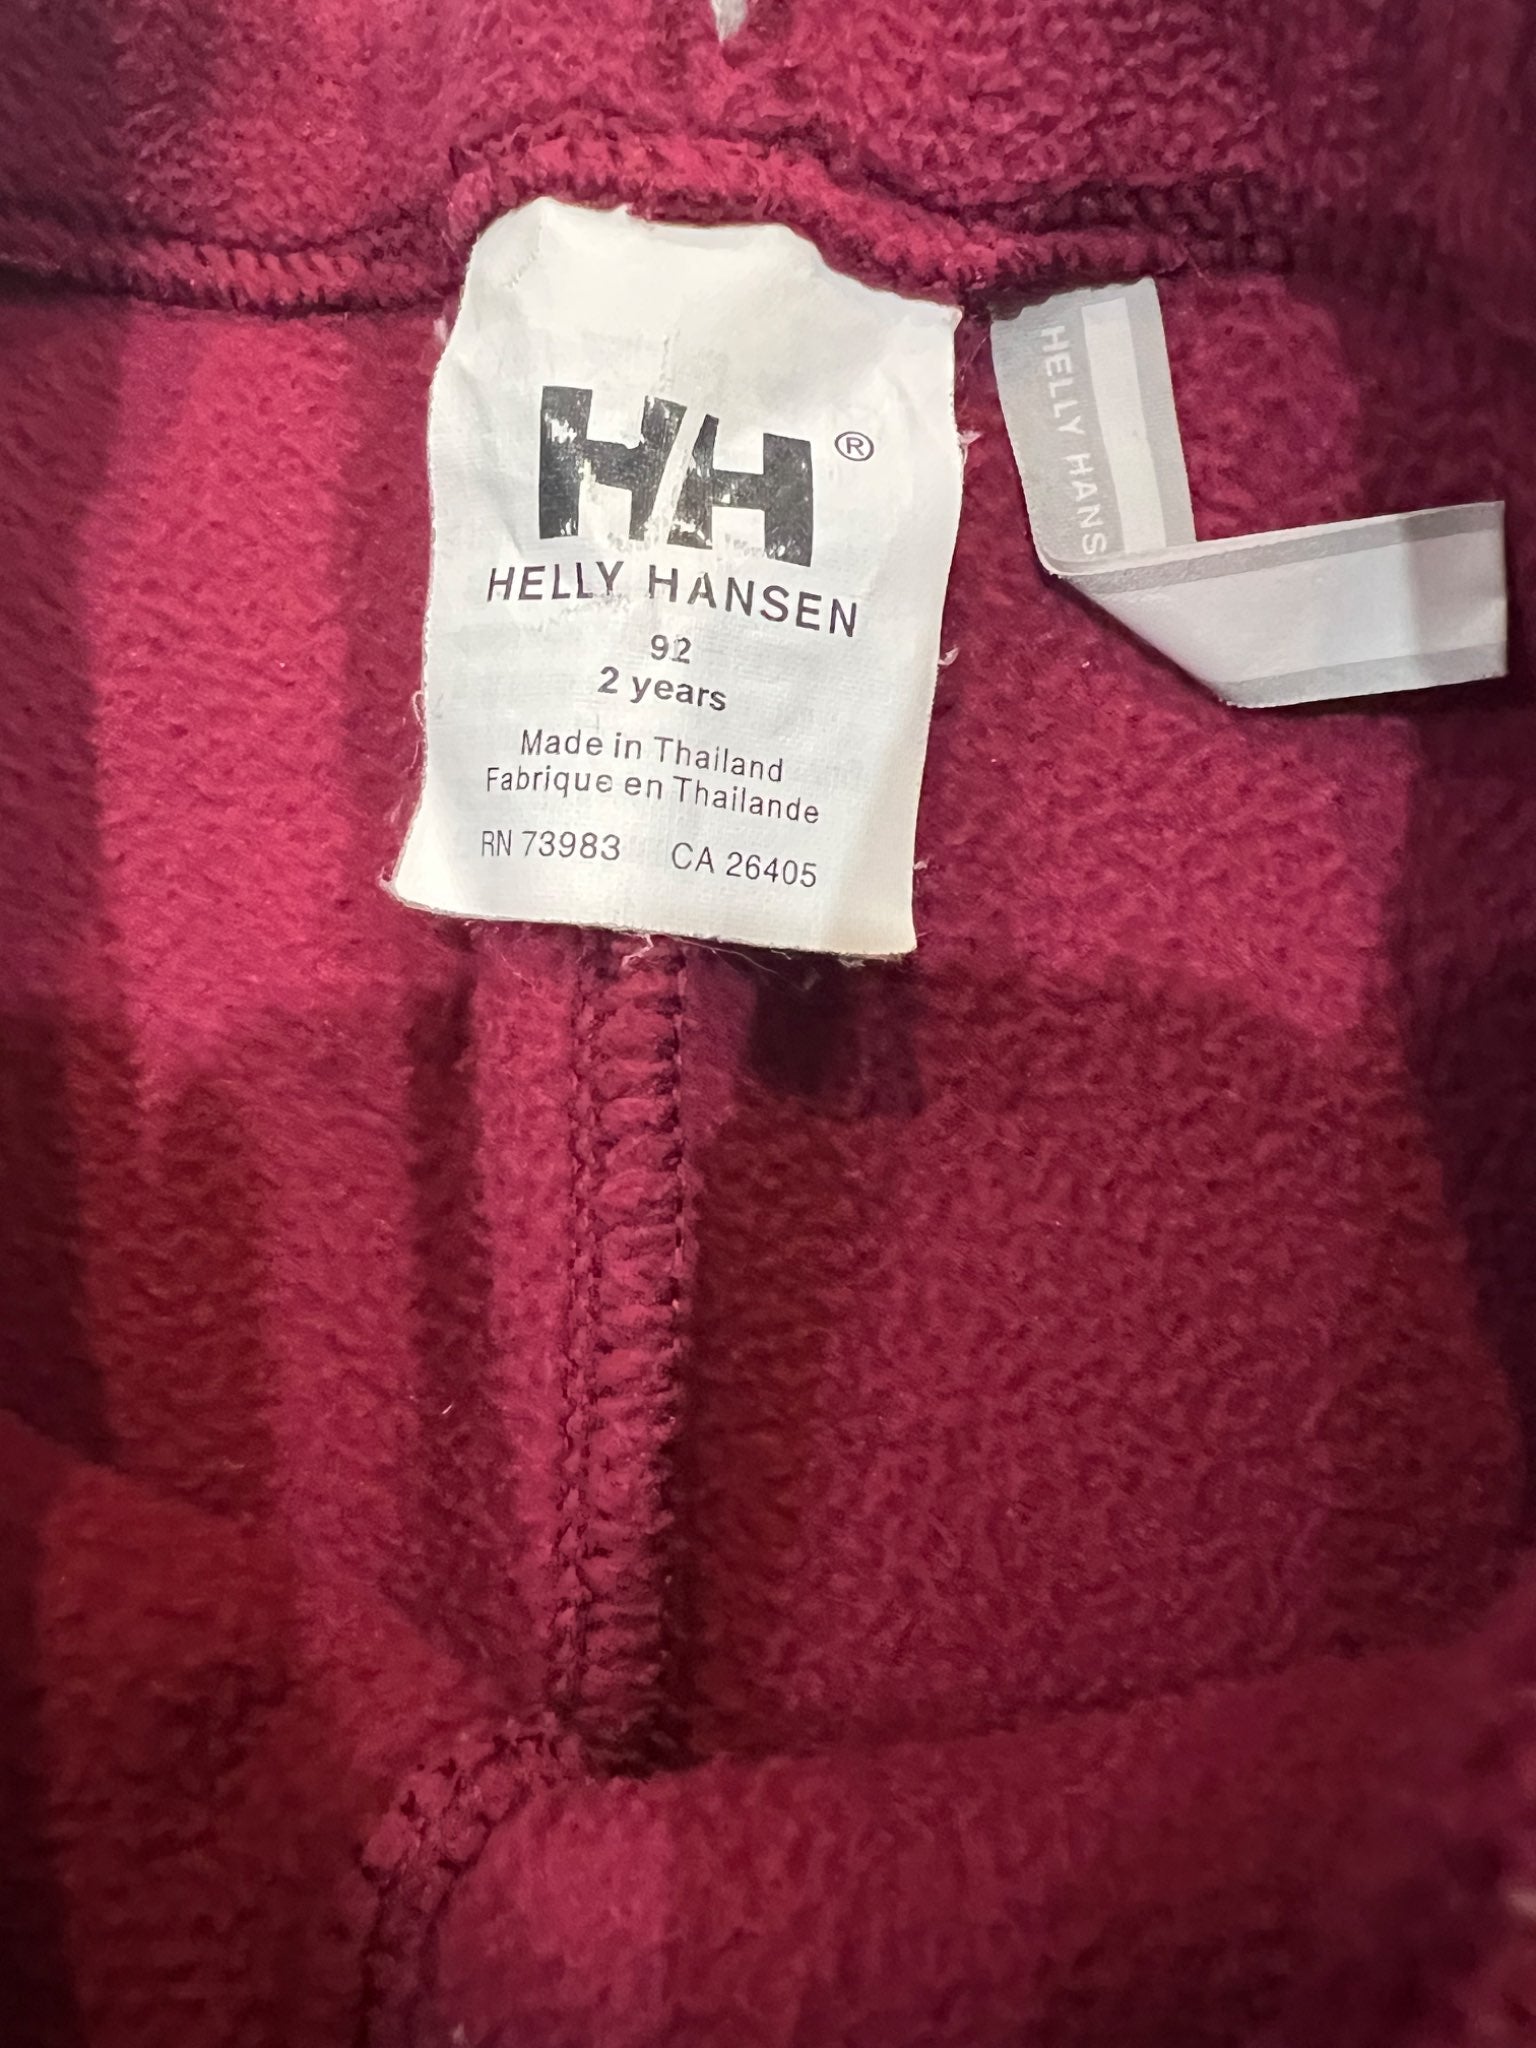 HH ®
HELLY HANSEN
92
2 years
Made in Thailand
Fabrique en Thailande
RN 73983 CA 26405
HELLY HANS